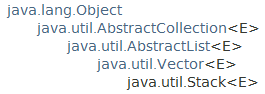 java.lang.Object
java.util.AbstractCollection<E>
java.util.AbstractList<E>
java.util.Vector<E>
java.util.Stack<E>